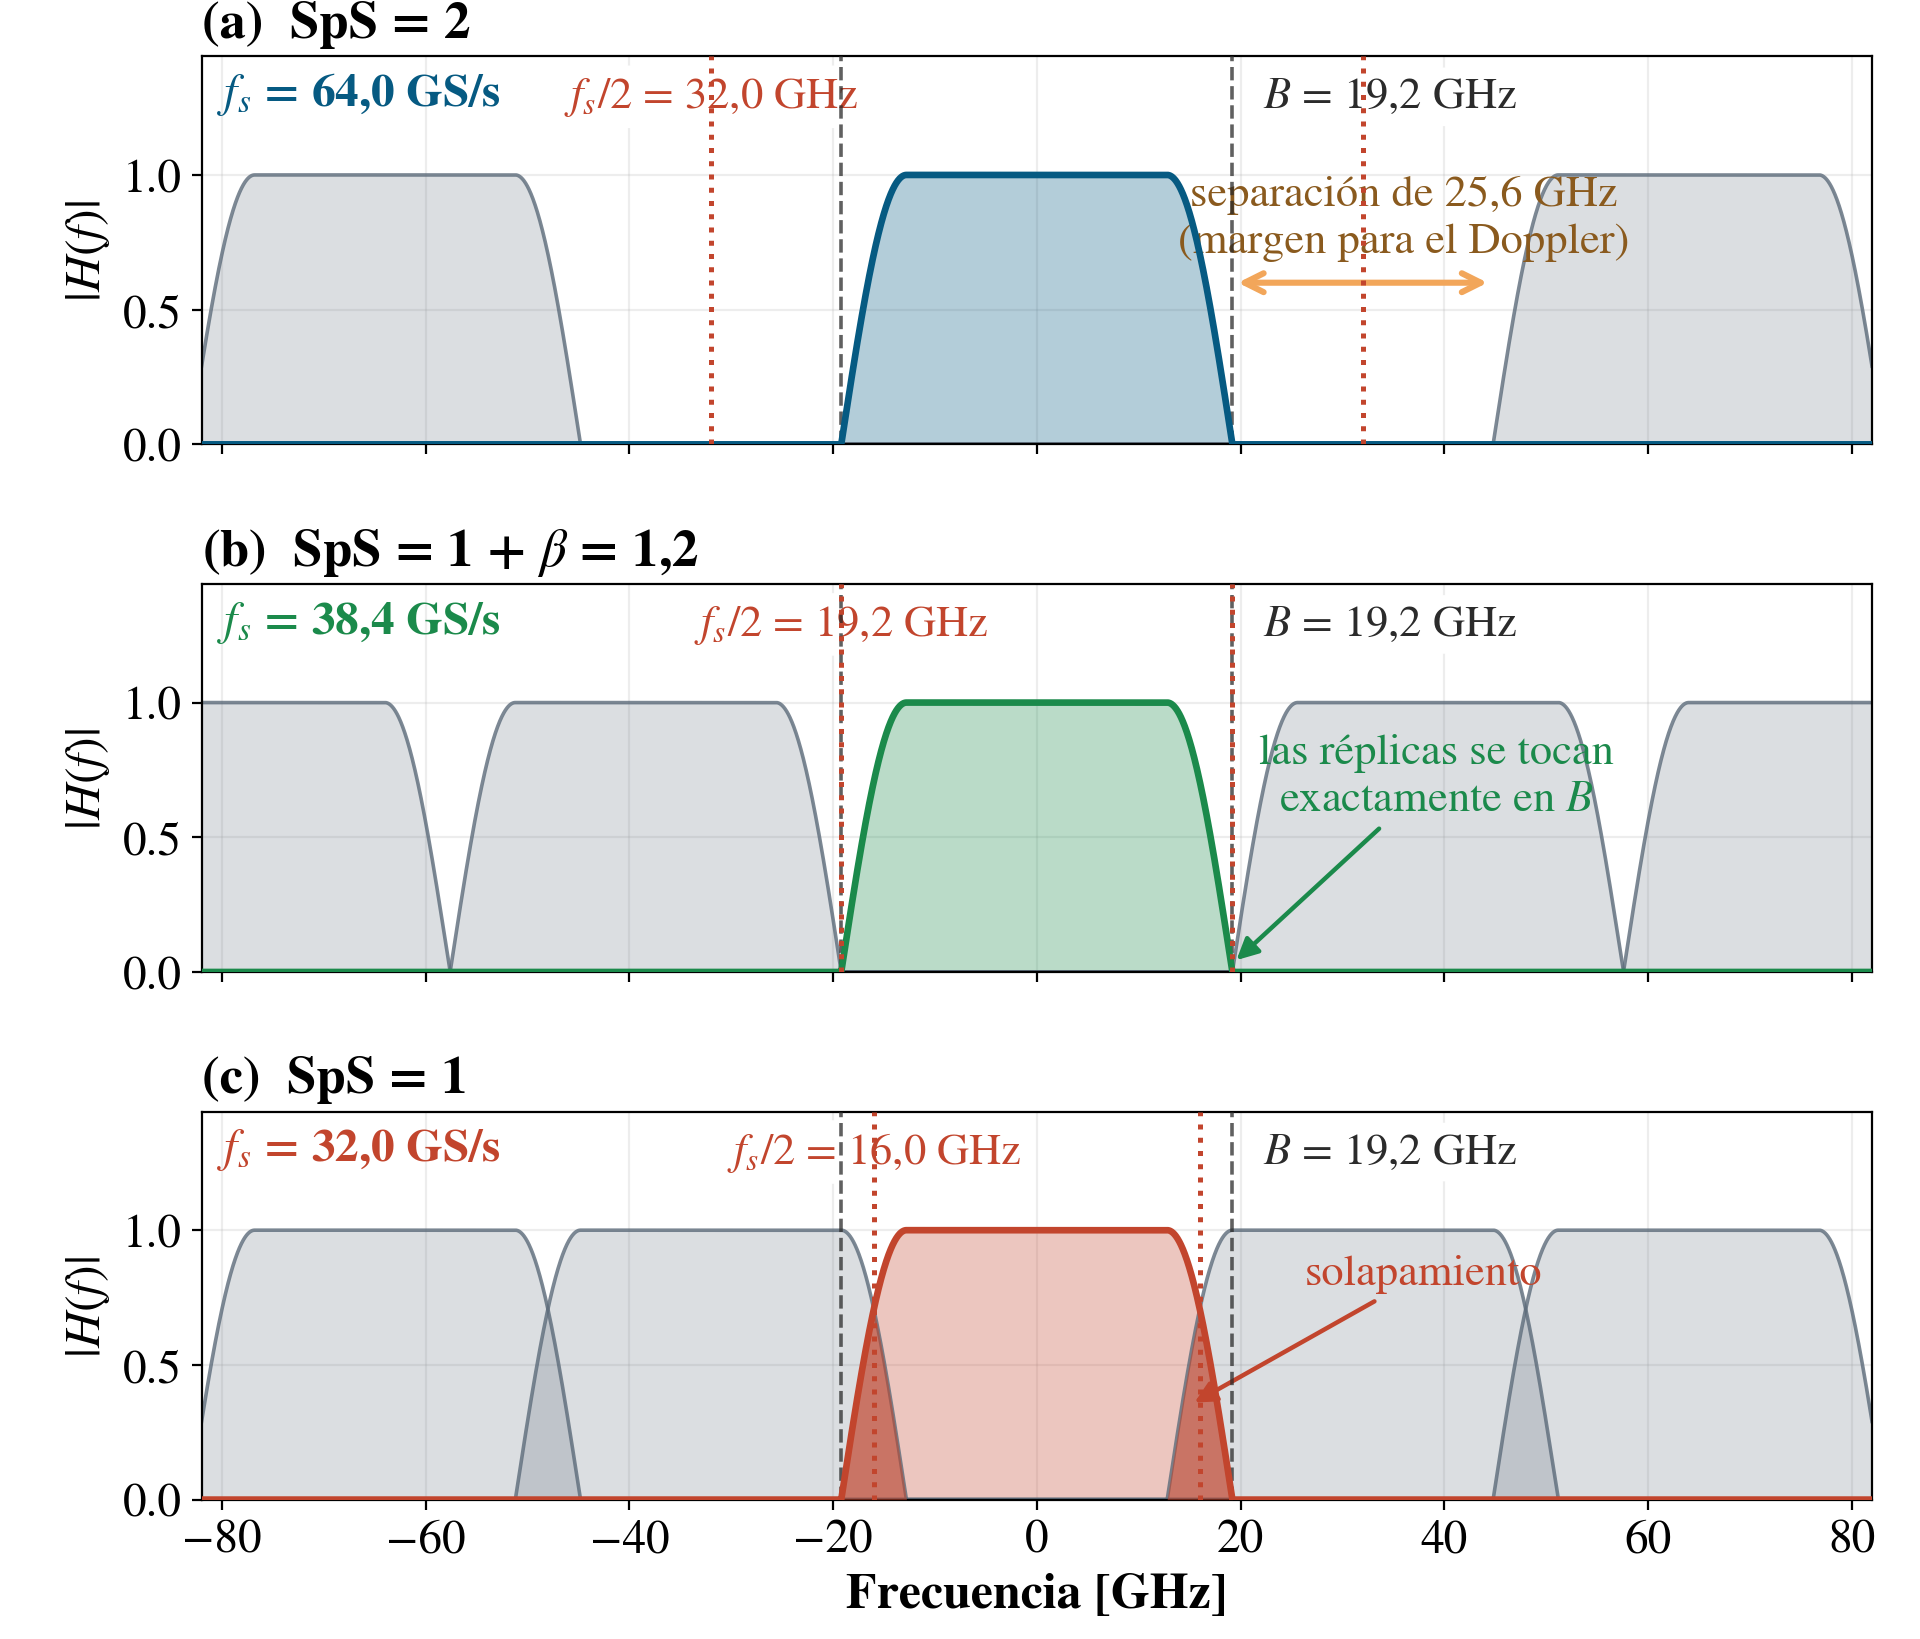 (a) SpS = 2
f_s = 64,0 GS/s
f_s/2 = 32,0 GHz
B = 19,2 GHz
separación de 25,6 GHz
(margen para el Doppler)
|H(f)|
1.0
0.5
0.0
(b) SpS = 1 + β = 1,2
f_s = 38,4 GS/s
f_s/2 = 19,2 GHz
B = 19,2 GHz
las réplicas se tocan
exactamente en B
|H(f)|
1.0
0.5
0.0
(c) SpS = 1
f_s = 32,0 GS/s
f_s/2 = 16,0 GHz
B = 19,2 GHz
solapamiento
|H(f)|
1.0
0.5
0.0
−80 −60 −40 −20 0 20 40 60 80
Frecuencia [GHz]